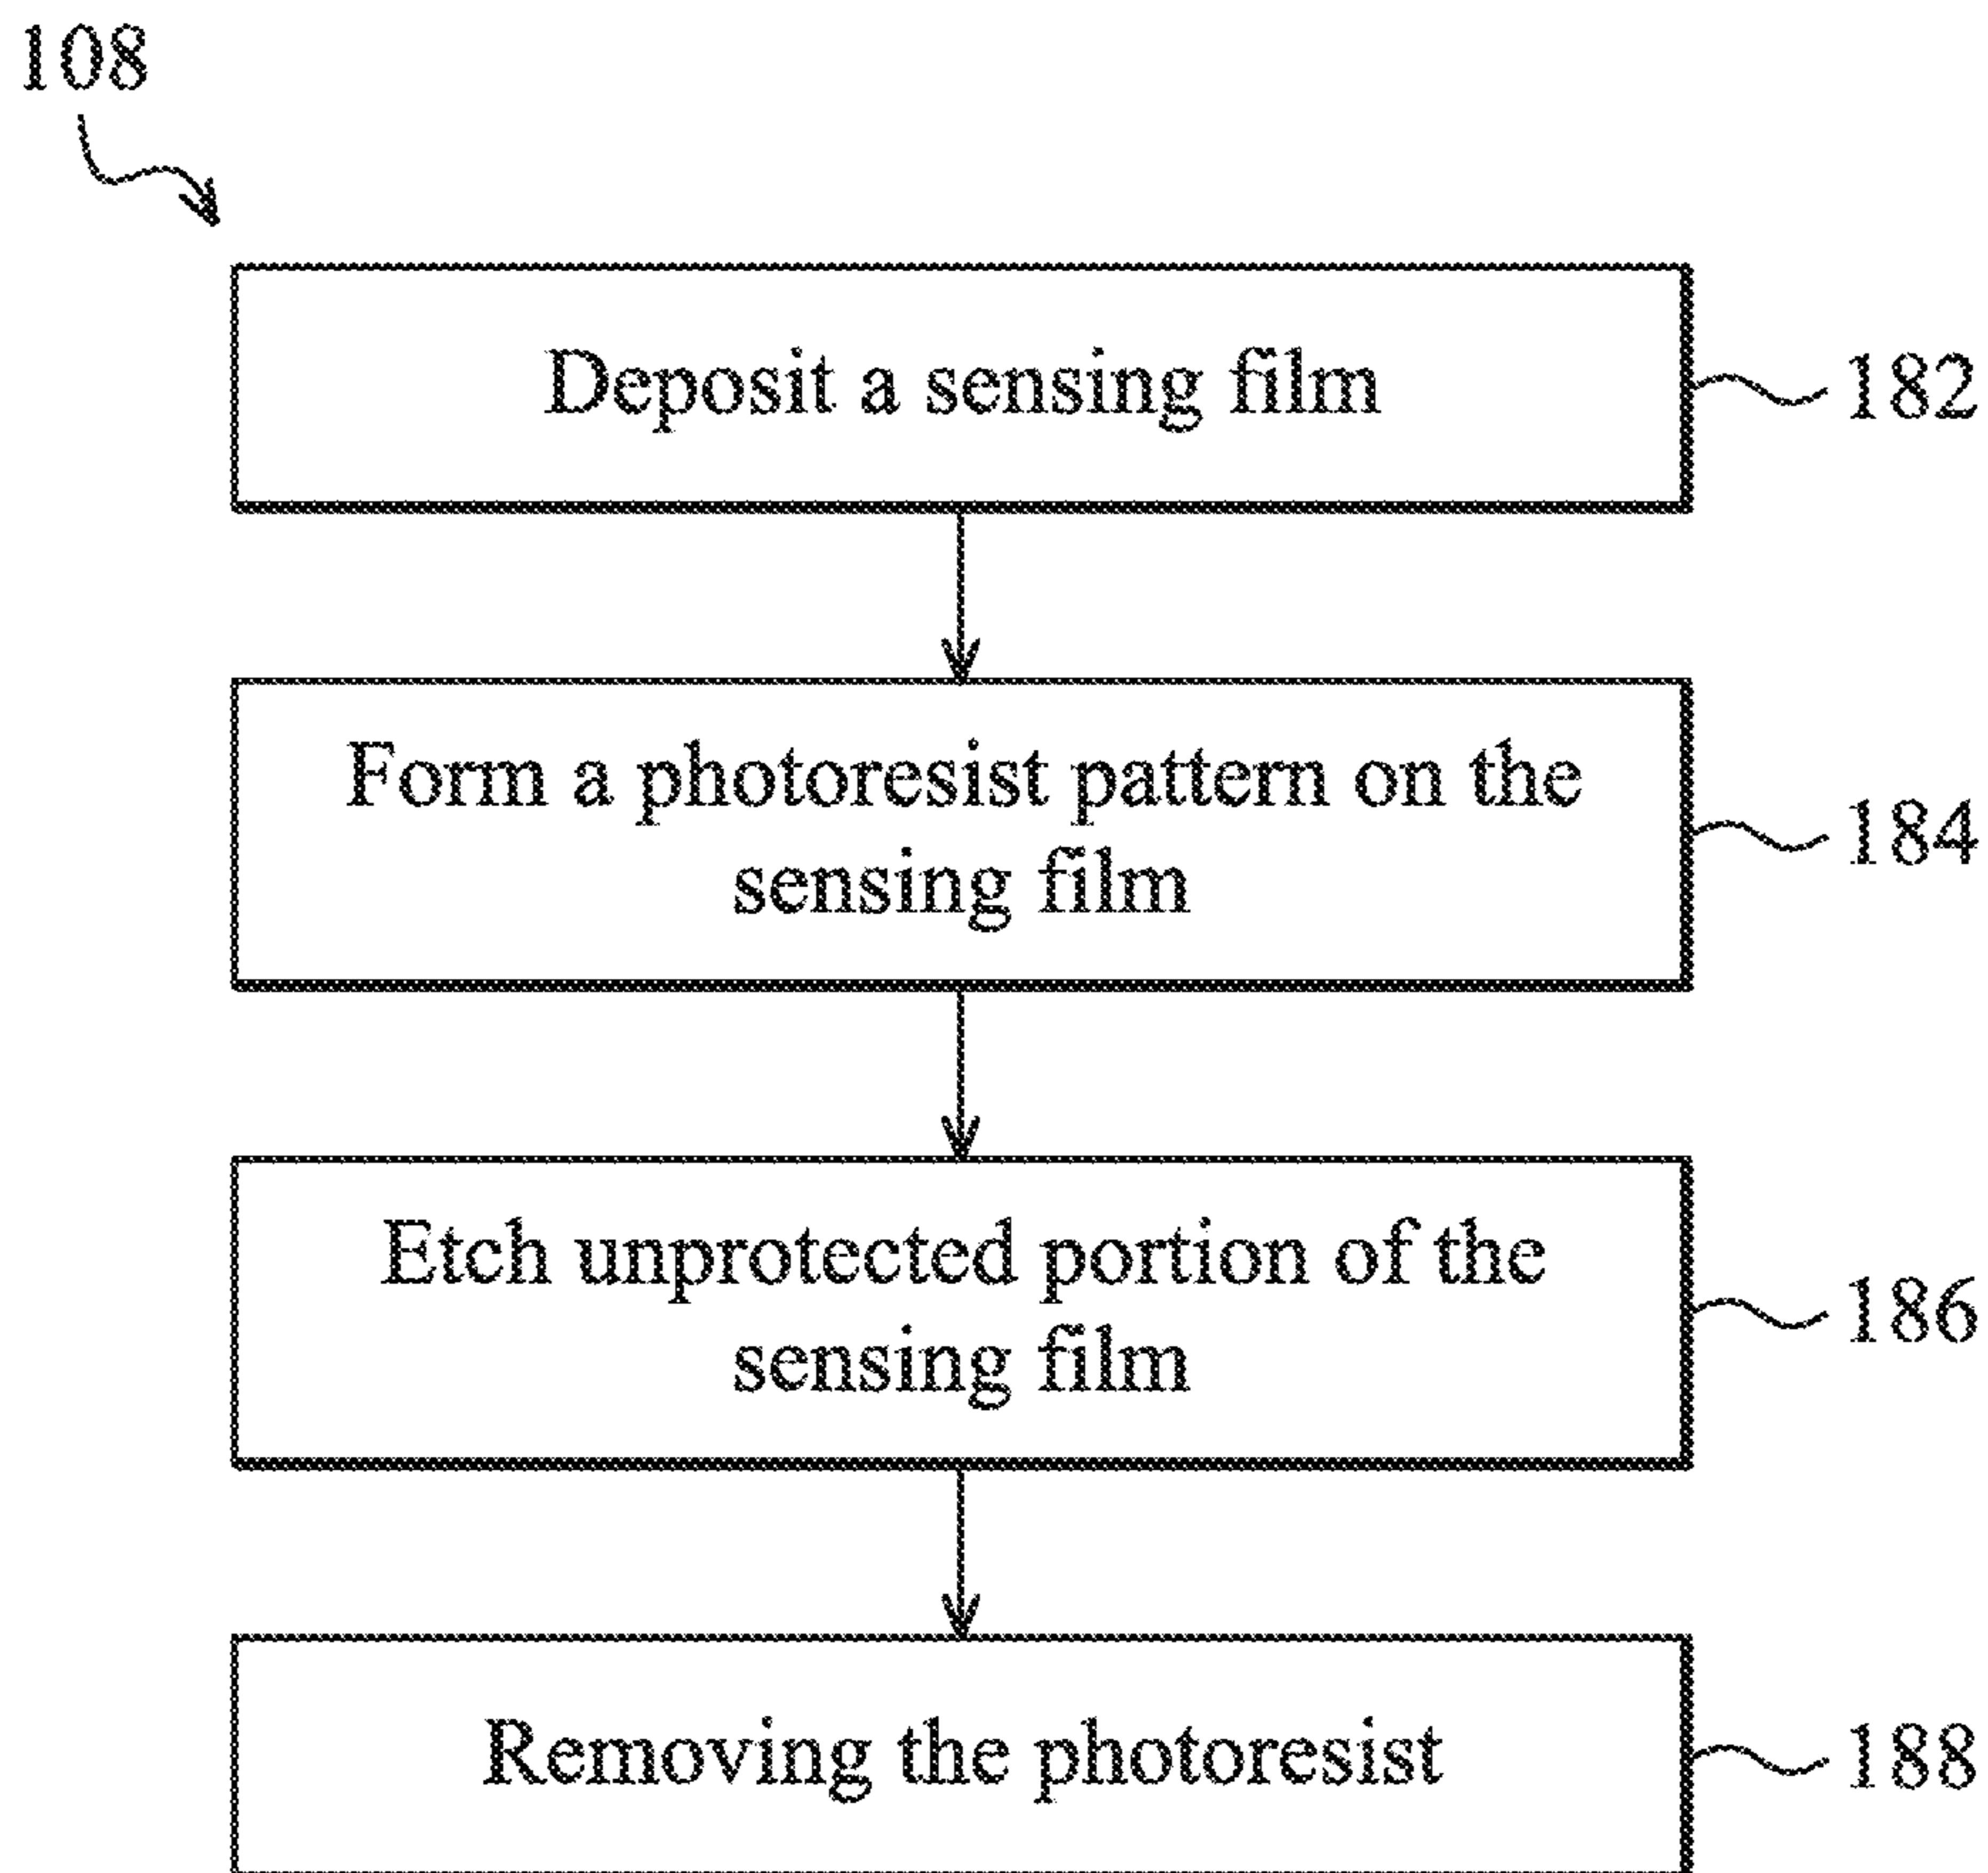 108
Deposit a sensing film
182
Form a photoresist pattern on the
sensing film
184
Etch unprotected portion of the
sensing film
186
Removing the photoresist
188